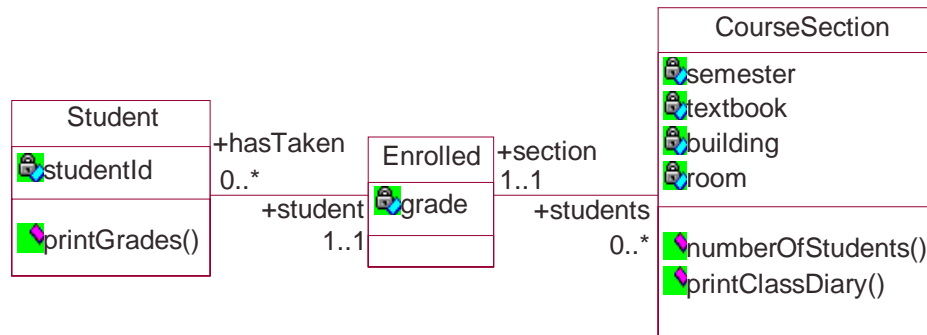 CourseSection
semester
textbook
building
room
numberOfStudents()
printClassDiary()
Student
studentId
printGrades()
+hasTaken
0..*
+student
1..1
Enrolled
grade
+section
1..1
+students
0..*